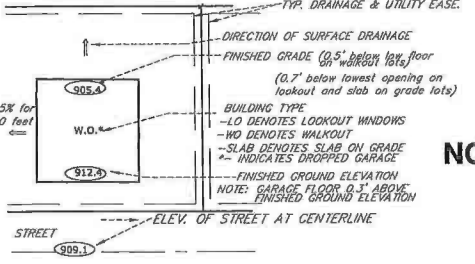 TYP. DRAINAGE & UTILITY EASE.
DIRECTION OF SURFACE DRAINAGE
FINISHED GRADE (0.5' below low floor
on walkout lots)
(0.7' below lowest opening on
lookout and slab on grade lots)
905.4
5% for
0 feet
W.O.*
BUILDING TYPE
-LO DENOTES LOOKOUT WINDOWS
-WO DENOTES WALKOUT
-SLAB DENOTES SLAB ON GRADE
*- INDICATES DROPPED GARAGE
NO
912.4
FINISHED GROUND ELEVATION
NOTE: GARAGE FLOOR 0.3' ABOVE
FINISHED GROUND ELEVATION
ELEV. OF STREET AT CENTERLINE
STREET
909.1